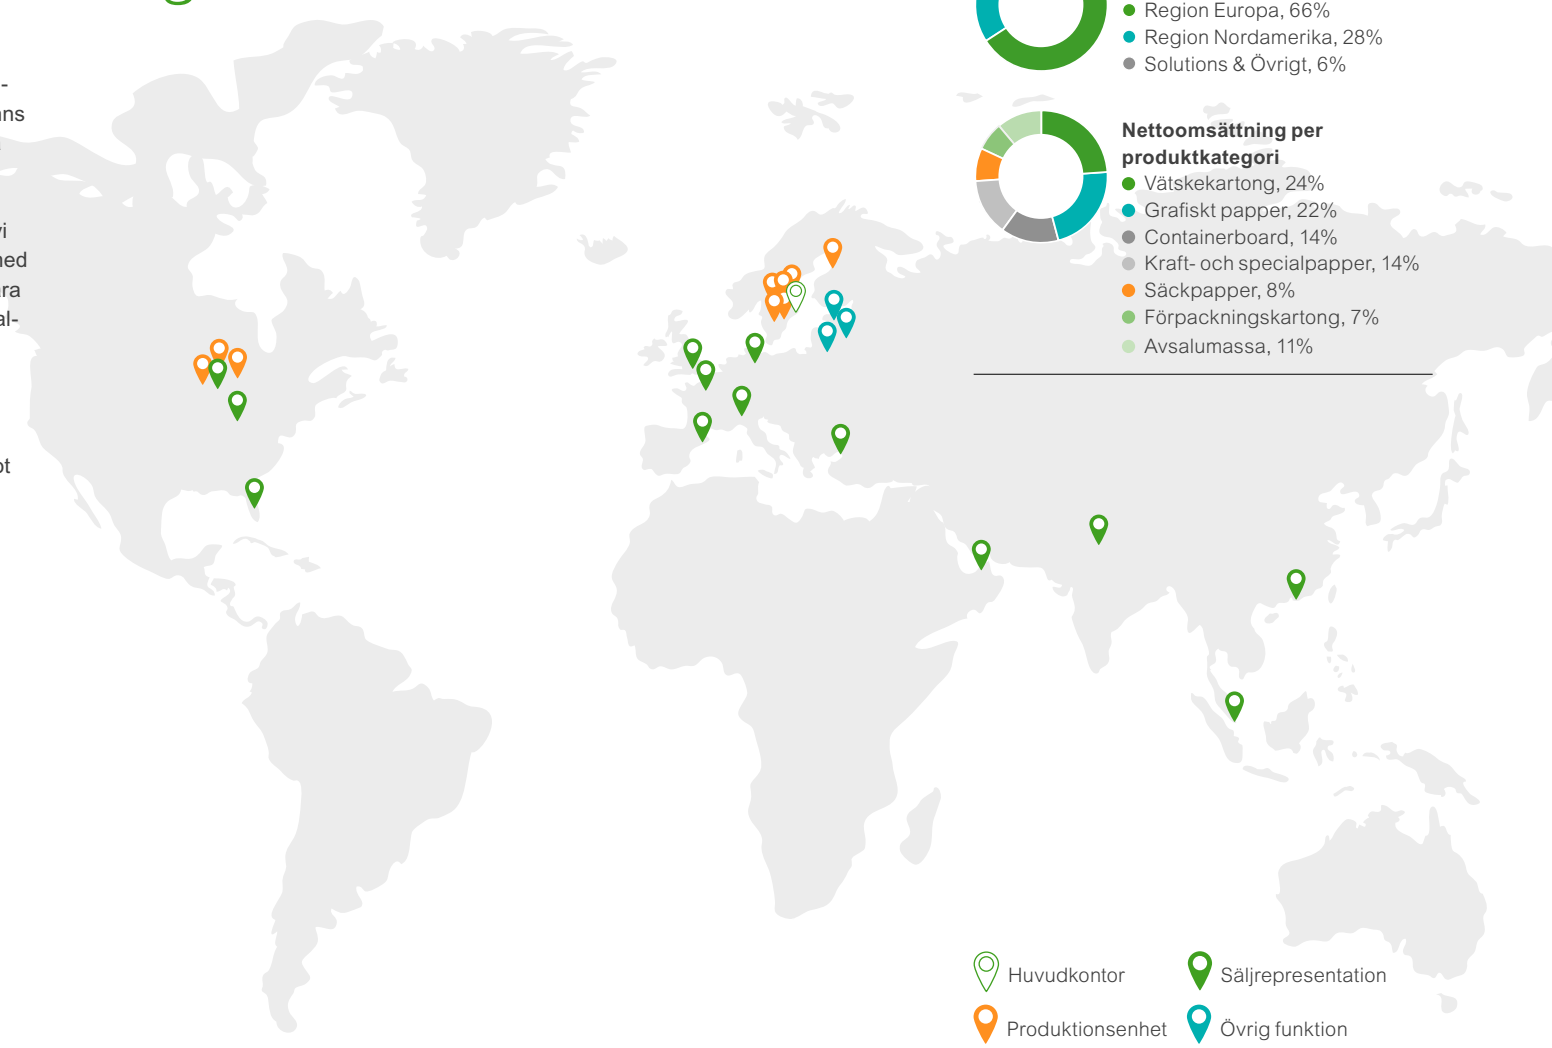 ot
Region Europa, 66%
Region Nordamerika, 28%
Solutions & Övrigt, 6%
Nettoomsättning per
produktkategori
Vätskekartong, 24%
Grafiskt papper, 22%
Containerboard, 14%
Kraft- och specialpapper, 14%
Säckpapper, 8%
Förpackningskartong, 7%
Avsalumassa, 11%
Huvudkontor
Säljrepresentation
Produktionsenhet
Övrig funktion